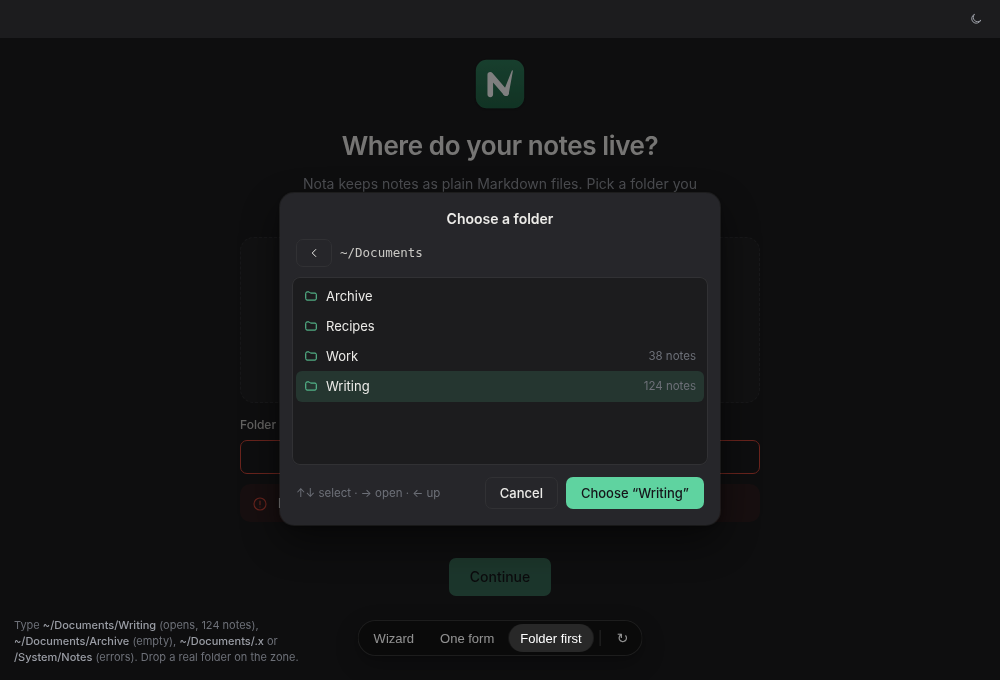 Where do your notes live?
Nota keeps notes as plain Markdown files. Pick a folder you
Choose a folder
~/Documents
Archive
Recipes
Work 38 notes
Writing 124 notes
Folder
↑↓ select · → open · ← up
Cancel
Choose “Writing”
Continue
Type ~/Documents/Writing (opens, 124 notes),
~/Documents/Archive (empty), ~/Documents/.x or
/System/Notes (errors). Drop a real folder on the zone.
Wizard One form Folder first ↻